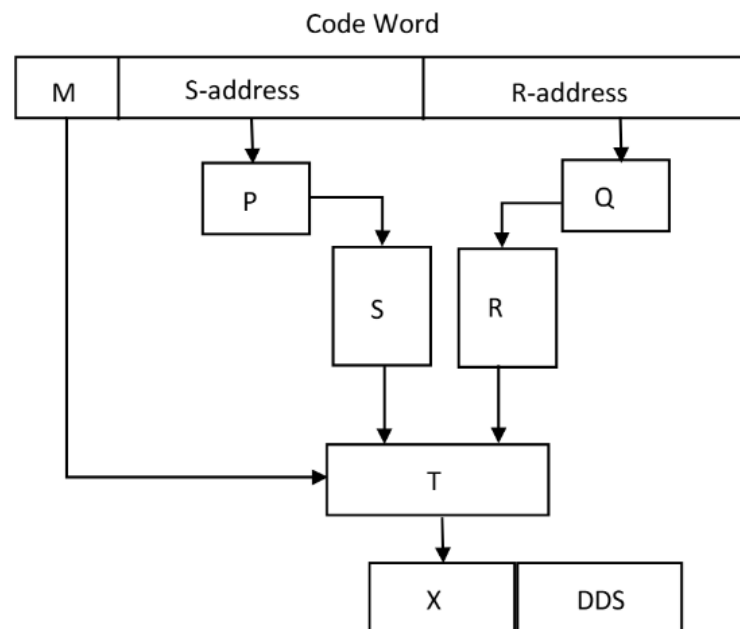 Code Word
M S-address R-address
P Q
S R
T
X DDS